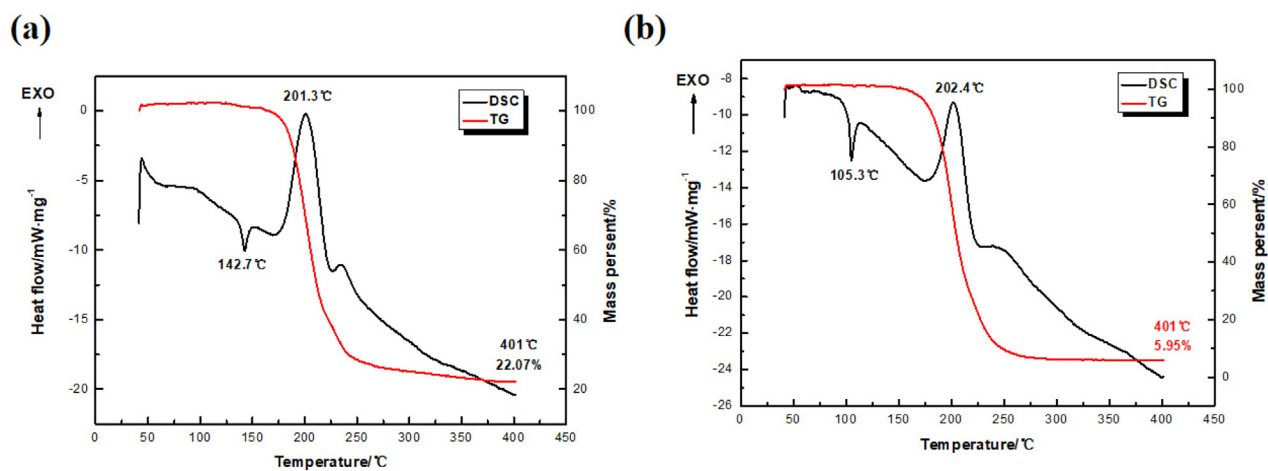 (a)
EXO
Heat flow/mW·mg⁻¹
0
-5
-10
-15
-20
201.3℃
142.7℃
DSC
TG
401℃
22.07%
100
80
60
40
20
Mass persent/%
0 50 100 150 200 250 300 350 400 450
Temperature/℃
(b)
EXO
Heat flow/mW·mg⁻¹
-8
-10
-12
-14
-16
-18
-20
-22
-24
-26
202.4℃
105.3℃
DSC
TG
401℃
5.95%
100
80
60
40
20
0
Mass persent/%
0 50 100 150 200 250 300 350 400 450
Temperature/℃